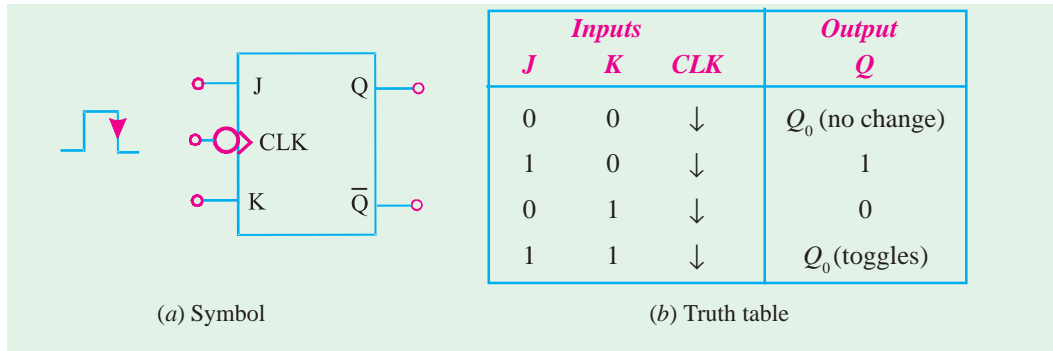 J Q
CLK
K Q̅
(a) Symbol
Inputs Output
J K CLK Q
0 0 ↓ Q₀ (no change)
1 0 ↓ 1
0 1 ↓ 0
1 1 ↓ Q₀ (toggles)
(b) Truth table